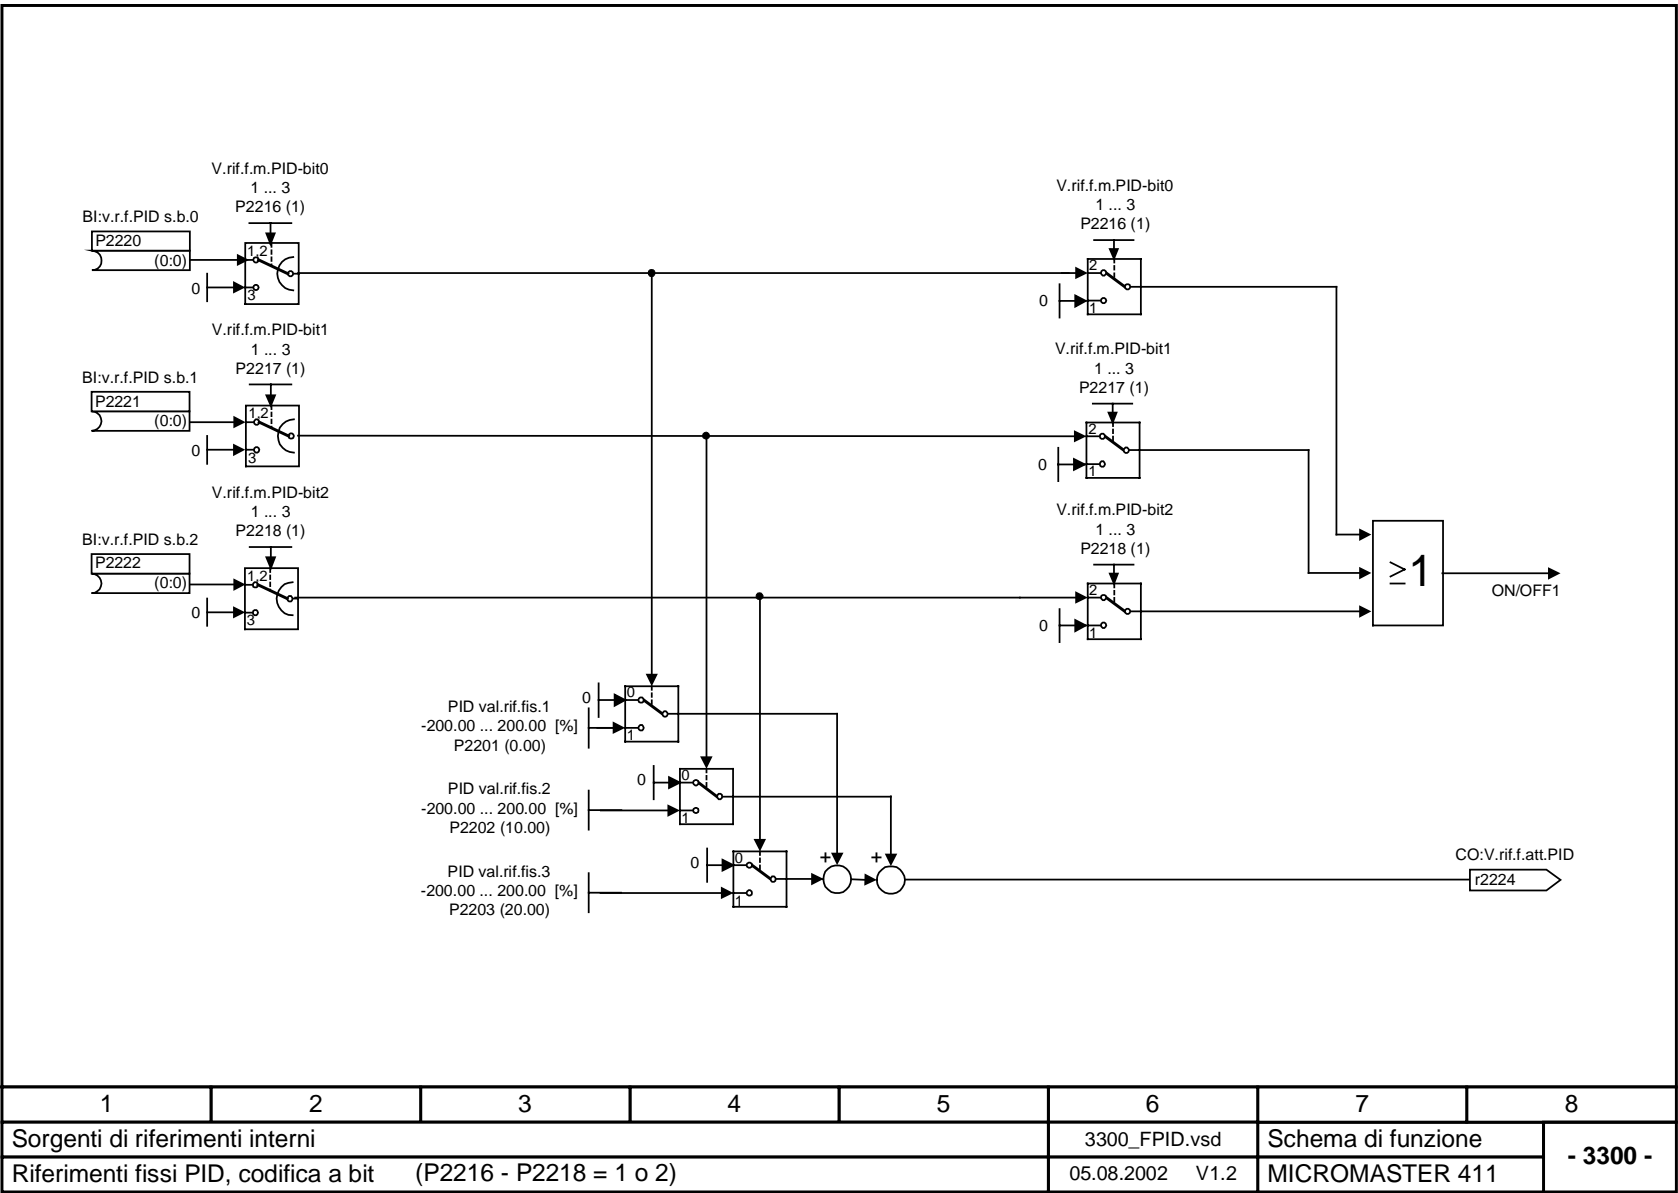 V.rif.f.m.PID-bit0
1 ... 3
P2216 (1)
BI:v.r.f.PID s.b.0
P2220
(0:0)
1,2
0
3
V.rif.f.m.PID-bit0
1 ... 3
P2216 (1)
2
0
1
V.rif.f.m.PID-bit1
1 ... 3
P2217 (1)
BI:v.r.f.PID s.b.1
P2221
(0:0)
1,2
0
3
V.rif.f.m.PID-bit1
1 ... 3
P2217 (1)
2
0
1
V.rif.f.m.PID-bit2
1 ... 3
P2218 (1)
BI:v.r.f.PID s.b.2
P2222
(0:0)
1,2
0
3
V.rif.f.m.PID-bit2
1 ... 3
P2218 (1)
2
0
1
≥1
ON/OFF1
PID val.rif.fis.1
-200.00 ... 200.00 [%]
P2201 (0.00)
0
0
1
PID val.rif.fis.2
-200.00 ... 200.00 [%]
P2202 (10.00)
0
0
1
PID val.rif.fis.3
-200.00 ... 200.00 [%]
P2203 (20.00)
0
0
1
+
+
CO:V.rif.f.att.PID
r2224
1 2 3 4 5 6 7 8
Sorgenti di riferimenti interni
3300_FPID.vsd
Schema di funzione
- 3300 -
Riferimenti fissi PID, codifica a bit (P2216 - P2218 = 1 o 2)
05.08.2002 V1.2
MICROMASTER 411